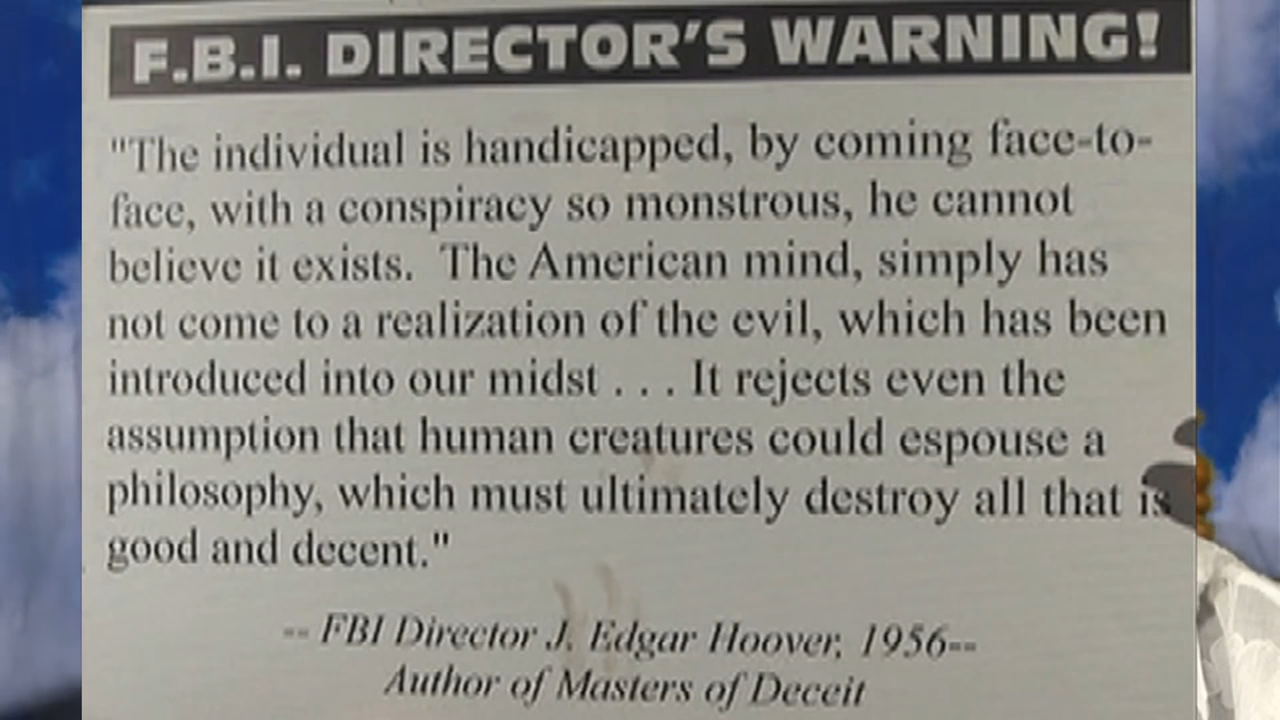 F.B.I. DIRECTOR'S WARNING!
"The individual is handicapped, by coming face-to-
face, with a conspiracy so monstrous, he cannot
believe it exists. The American mind, simply has
not come to a realization of the evil, which has been
introduced into our midst . . . It rejects even the
assumption that human creatures could espouse a
philosophy, which must ultimately destroy all that is
good and decent."
-- FBI Director J. Edgar Hoover, 1956--
Author of Masters of Deceit